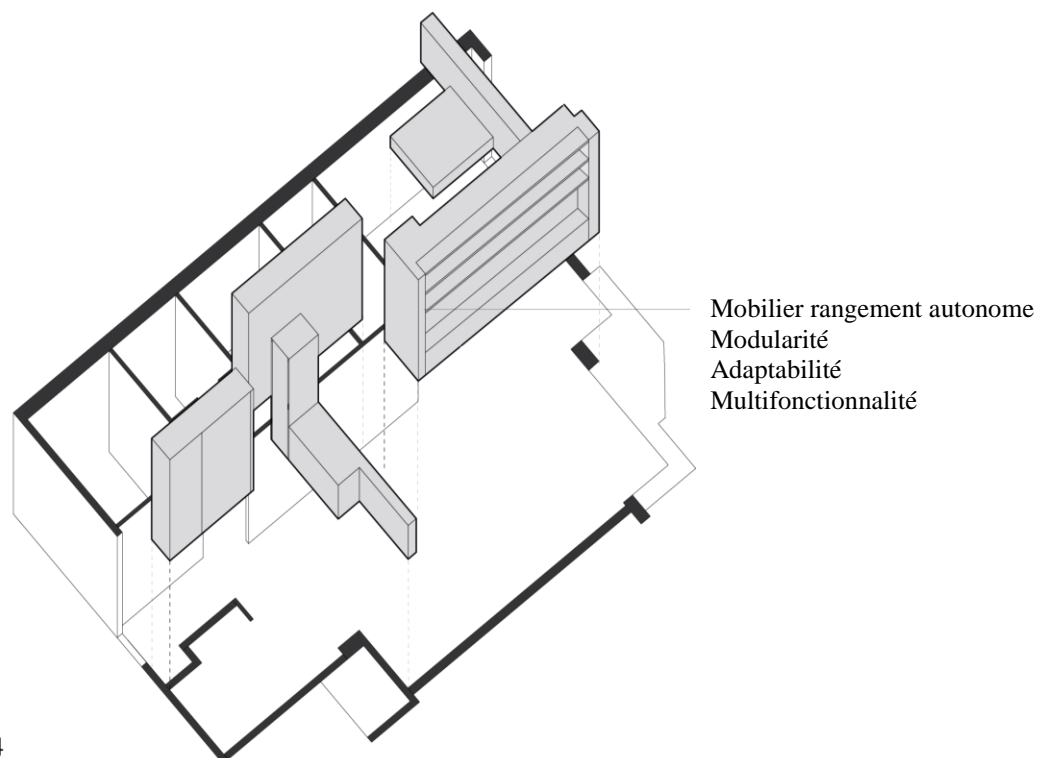 Mobilier rangement autonome
Modularité
Adaptabilité
Multifonctionnalité